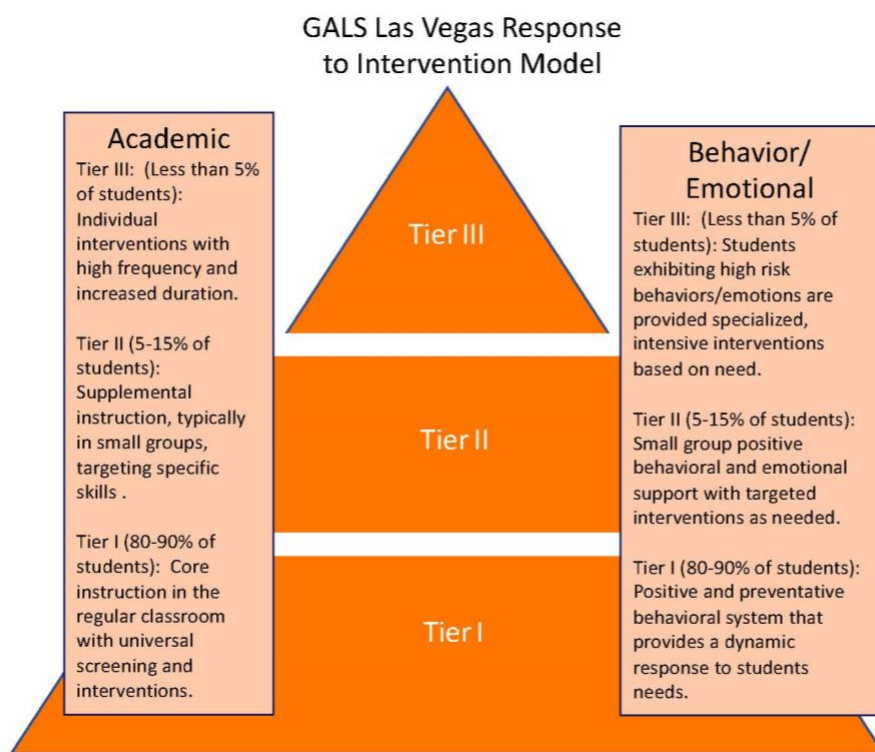 GALS Las Vegas Response
to Intervention Model
Academic
Tier III:  (Less than 5%
of students):
Individual
interventions with
high frequency and
increased duration.
Tier II (5-15% of
students):
Supplemental
instruction, typically
in small groups,
targeting specific
skills .
Tier I (80-90% of
students):  Core
instruction in the
regular classroom
with universal
screening and
interventions.
Tier III
Tier II
Tier I
Behavior/
Emotional
Tier III:  (Less than 5% of
students): Students
exhibiting high risk
behaviors/emotions are
provided specialized,
intensive interventions
based on need.
Tier II (5-15% of students):
Small group positive
behavioral and emotional
support with targeted
interventions as needed.
Tier I (80-90% of students):
Positive and preventative
behavioral system that
provides a dynamic
response to students
needs.